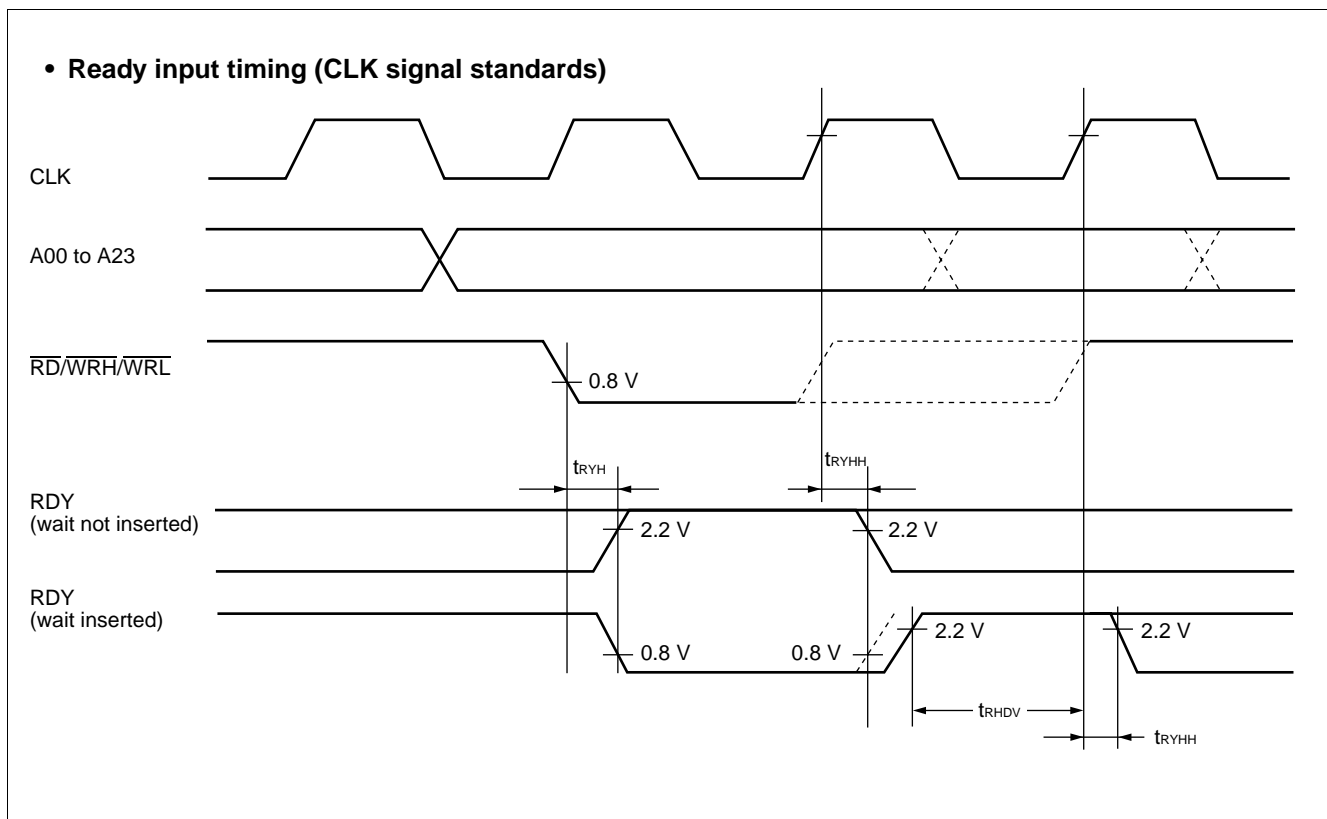 • Ready input timing (CLK signal standards)
CLK
A00 to A23
RD/WRH/WRL
0.8 V
tRYH
tRYHH
RDY
(wait not inserted)
2.2 V
2.2 V
RDY
(wait inserted)
0.8 V
0.8 V
2.2 V
2.2 V
tRHDV
tRYHH